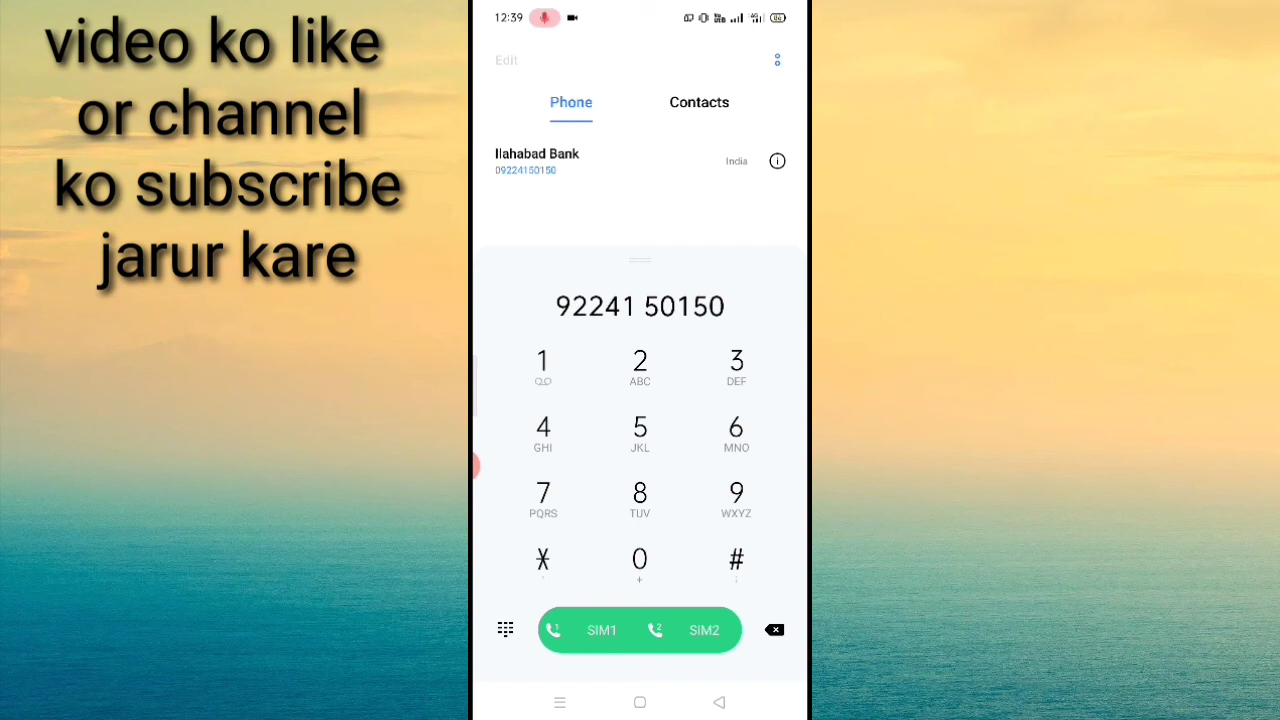 video ko like
or channel
ko subscribe
jarur kare
12:39
Edit
Phone Contacts
llahabad Bank
09224150150
India
92241 50150
1 2 3
ABC DEF
4 5 6
GHI JKL MNO
7 8 9
PQRS TUV WXYZ
* 0 #
+
1 SIM1 2 SIM2